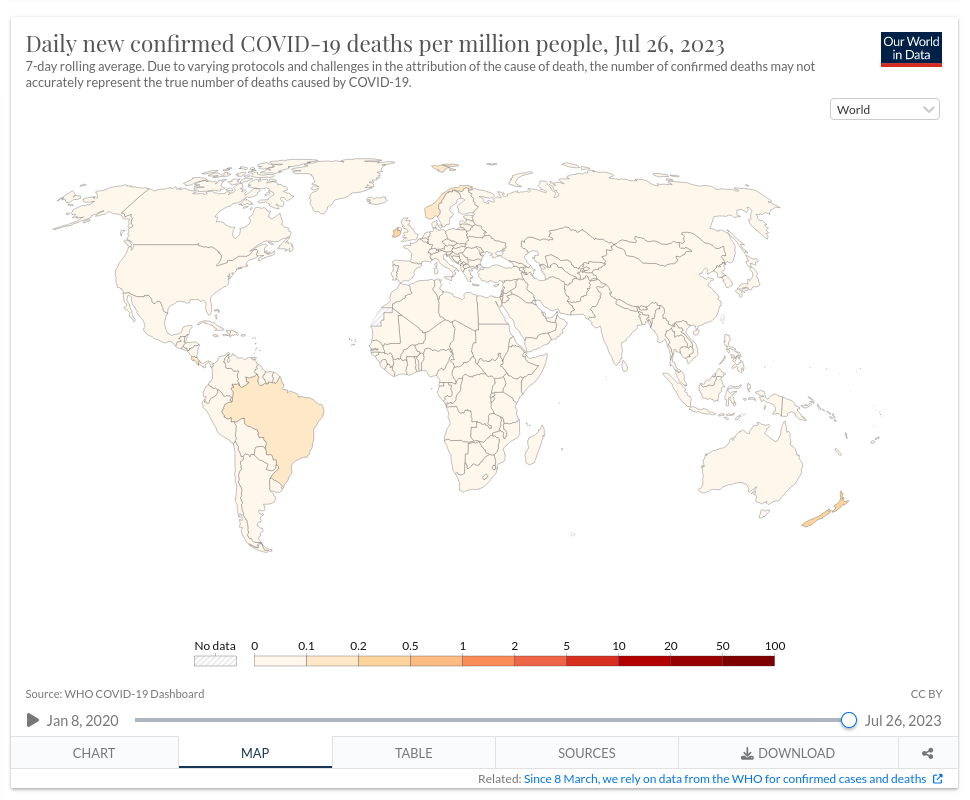 Daily new confirmed COVID-19 deaths per million people, Jul 26, 2023
Our World
in Data
7-day rolling average. Due to varying protocols and challenges in the attribution of the cause of death, the number of confirmed deaths may not
accurately represent the true number of deaths caused by COVID-19.
World
No data 0 0.1 0.2 0.5 1 2 5 10 20 50 100
Source: WHO COVID-19 Dashboard CC BY
Jan 8, 2020 Jul 26, 2023
CHART MAP TABLE SOURCES DOWNLOAD
Related: Since 8 March, we rely on data from the WHO for confirmed cases and deaths